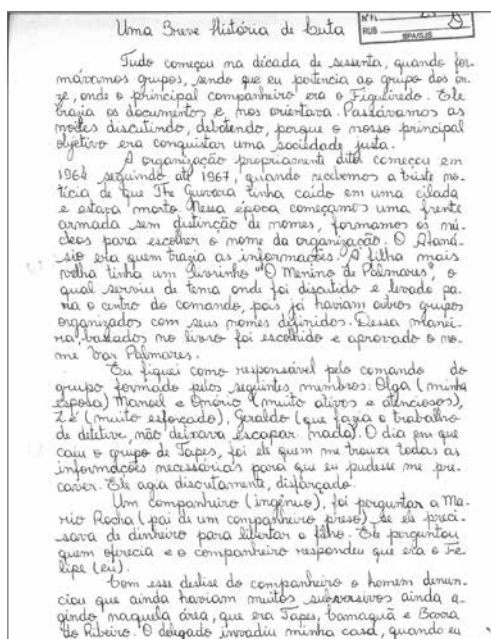 Uma Breve História de Luta
Nº Fl.
RUB
BPA/SJS
Tudo começou na década de sessenta, quando for
mávamos grupos, sendo que eu pertencia ao grupo dos on-
ze, onde o principal companheiro era o Figueiredo. Ele
trazia os documentos e nos orientava. Passávamos as
noites discutindo, debatendo, porque o nosso principal
objetivo era conquistar uma sociedade justa.
A organização propriamente dita começou em
1964 seguindo até 1967, quando recebemos a triste no-
tícia de que The Guevara tinha caído em uma cilada
e estava morto. Nessa época começamos uma frente
armada sem distinção de nomes, formamos os nú-
cleos para escolher o nome da organização. O Ataná-
sio era quem trazia as informações. A filha mais
velha tinha um livrinho "O Menino de Palmares", o
qual serviu de tema onde foi discutido e levado pa-
ra o centro do comando, pois já haviam outros grupos
organizados com seus nomes definidos. Dessa manei-
ra, baseados no livro foi escolhido e aprovado o no-
me Var Palmares.
Eu fiquei como responsável pelo comando do
grupo formado pelos seguintes membros: Olga (minha
esposa) Manoel e Onório (muito ativos e atenciosos),
Zé (muito esforçado), Geraldo (que fazia o trabalho
de detetive, não deixava escapar nada). O dia em que
caiu o grupo de Tapes, foi ele quem me trouxe todas as
informações necessárias para que eu pudesse me pre-
caver. Ele agia discretamente, disfarçado.
Um companheiro (ingênuo), foi perguntar a Ma-
rio Rocha (pai de um companheiro preso) se ele preci-
sava de dinheiro para libertar o filho. Ele perguntou
quem oferecia e o companheiro respondeu que era o Fe-
lipe (eu).
Com esse deslise do companheiro o homem denun-
ciou que ainda haviam muitos subversivos ainda a-
gindo naquela área, que era Tapes, Camaquã e Barra
do Ribeiro. O delegado invadiu minha casa, quando eu